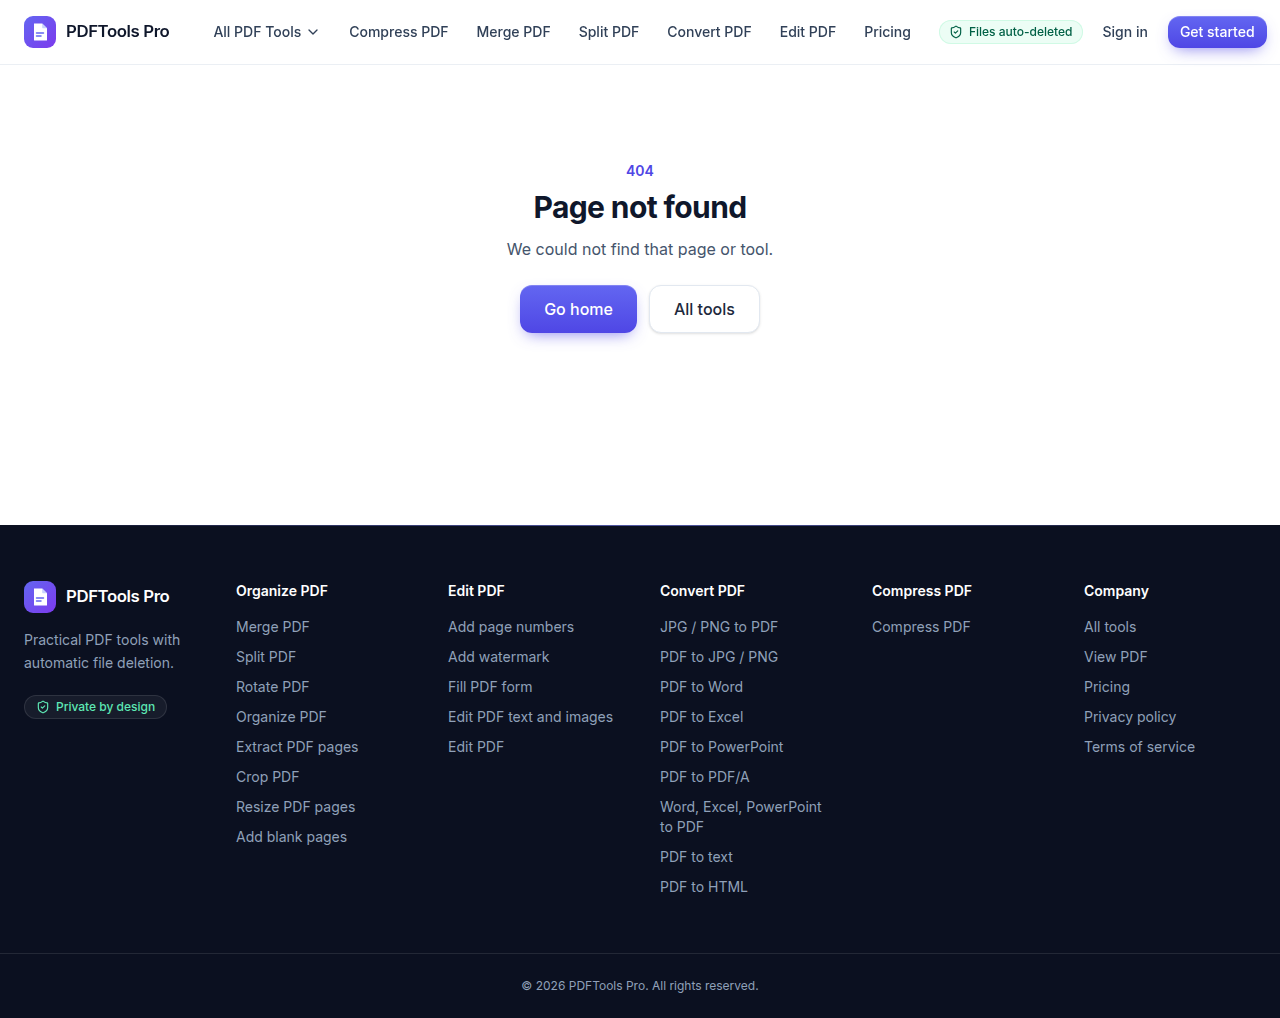 PDFTools Pro
All PDF Tools
Compress PDF
Merge PDF
Split PDF
Convert PDF
Edit PDF
Pricing
Files auto-deleted
Sign in
Get started
404
Page not found
We could not find that page or tool.
Go home
All tools
PDFTools Pro
Practical PDF tools with
automatic file deletion.
Private by design
Organize PDF
Merge PDF
Split PDF
Rotate PDF
Organize PDF
Extract PDF pages
Crop PDF
Resize PDF pages
Add blank pages
Edit PDF
Add page numbers
Add watermark
Fill PDF form
Edit PDF text and images
Edit PDF
Convert PDF
JPG / PNG to PDF
PDF to JPG / PNG
PDF to Word
PDF to Excel
PDF to PowerPoint
PDF to PDF/A
Word, Excel, PowerPoint
to PDF
PDF to text
PDF to HTML
Compress PDF
Compress PDF
Company
All tools
View PDF
Pricing
Privacy policy
Terms of service
© 2026 PDFTools Pro. All rights reserved.